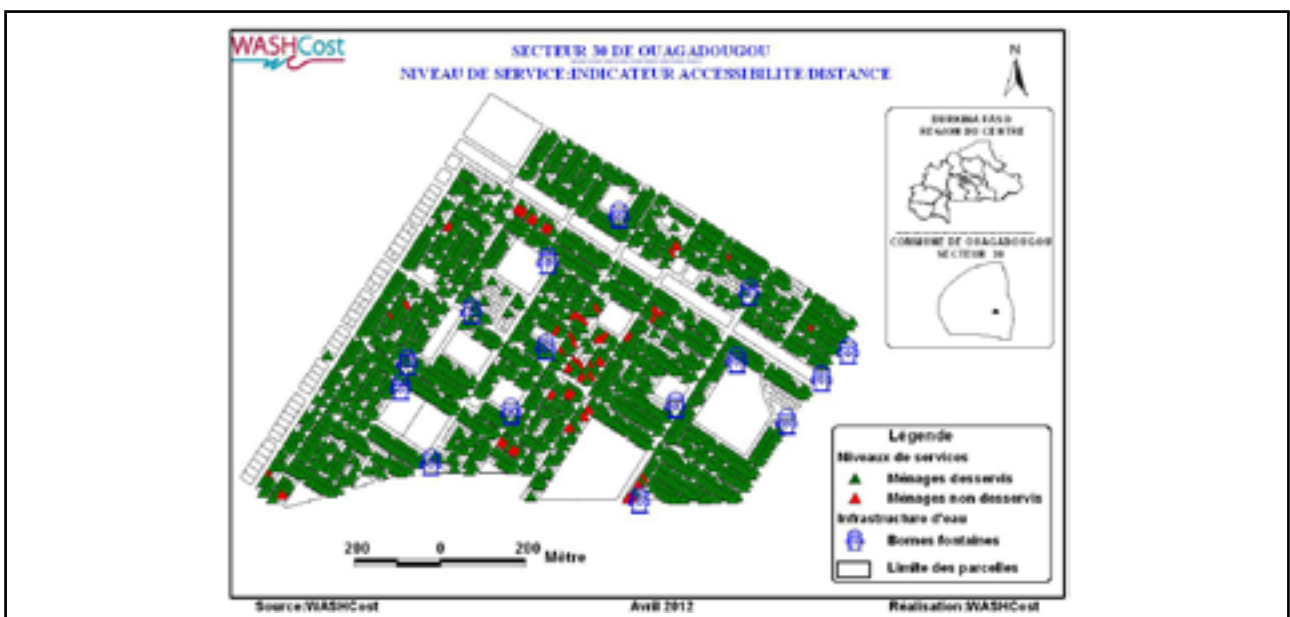 WASHCost
SECTEUR 30 DE OUAGADOUGOU
NIVEAU DE SERVICE:INDICATEUR ACCESSIBILITE/DISTANCE
N
BURKINA FASO
REGION DU CENTRE
COMMUNE DE OUAGADOUGOU
SECTEUR 30
Légende
Niveaux de services
Ménages desservis
Ménages non desservis
Infrastructure d'eau
Bornes fontaines
Limite des parcelles
200 0 200 Mètre
Source:WASHCost Avril 2012 Réalisation:WASHCost